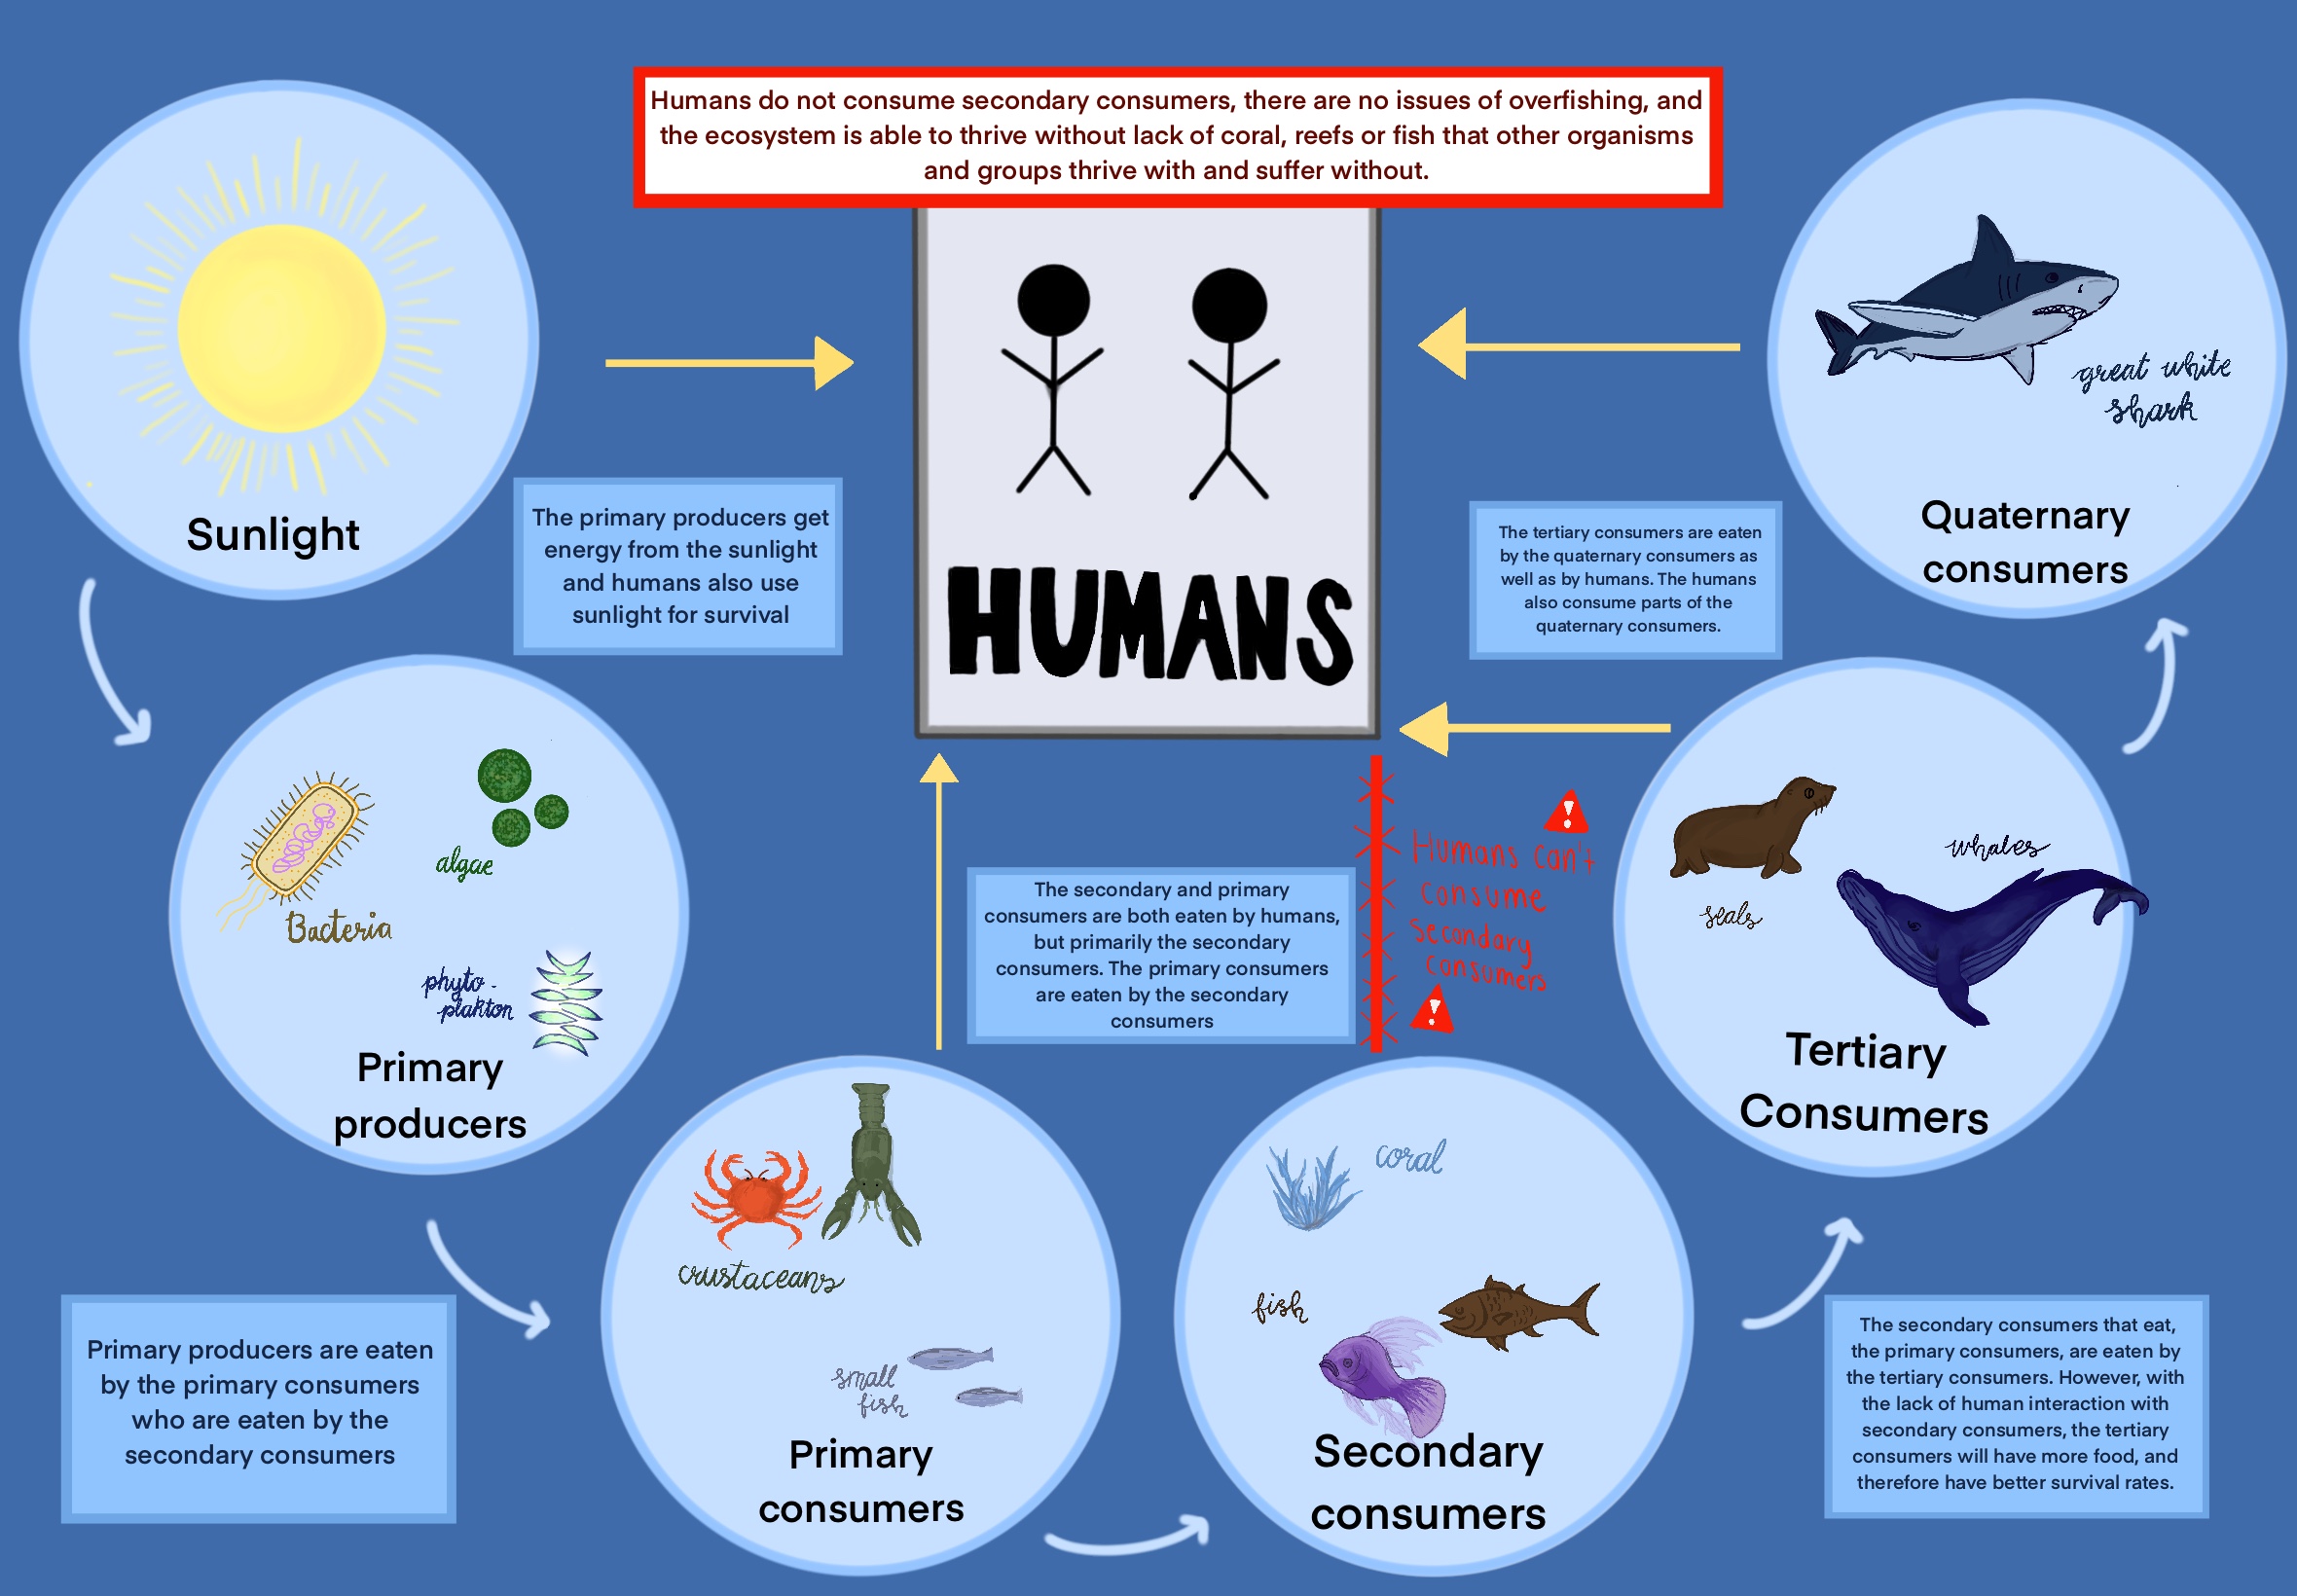 Humans do not consume secondary consumers, there are no issues of overfishing, and
the ecosystem is able to thrive without lack of coral, reefs or fish that other organisms
and groups thrive with and suffer without.
Sunlight
The primary producers get
energy from the sunlight
and humans also use
sunlight for survival
HUMANS
great white
shark
Quaternary
consumers
The tertiary consumers are eaten
by the quaternary consumers as
well as by humans. The humans
also consume parts of the
quaternary consumers.
algae
Bacteria
phyto-
plakton
Primary
producers
The secondary and primary
consumers are both eaten by humans,
but primarily the secondary
consumers. The primary consumers
are eaten by the secondary
consumers
Humans can't
consume
Secondary
consumers
whales
seals
Tertiary
Consumers
Primary producers are eaten
by the primary consumers
who are eaten by the
secondary consumers
crustaceans
small
fish
Primary
consumers
coral
fish
Secondary
consumers
The secondary consumers that eat,
the primary consumers, are eaten by
the tertiary consumers. However, with
the lack of human interaction with
secondary consumers, the tertiary
consumers will have more food, and
therefore have better survival rates.